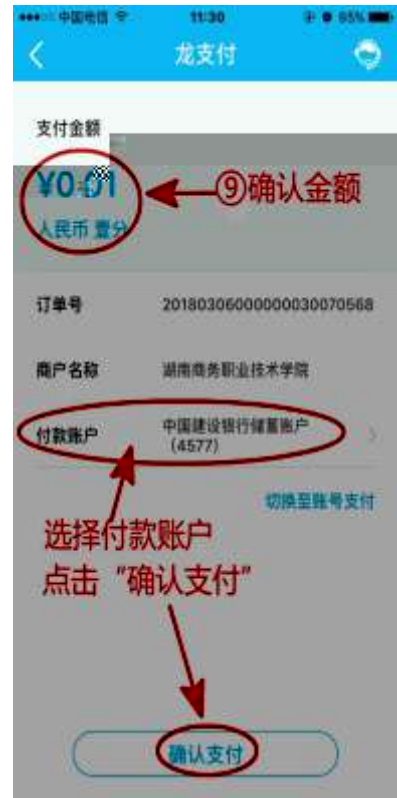 中国电信 11:30 65%
龙支付
支付金额
¥0.01
⑨确认金额
人民币 壹分
订单号 20180306000000030070568
商户名称 湖南商务职业技术学院
付款账户 中国建设银行储蓄账户
(4577)
切换至账号支付
选择付款账户
点击“确认支付”
确认支付